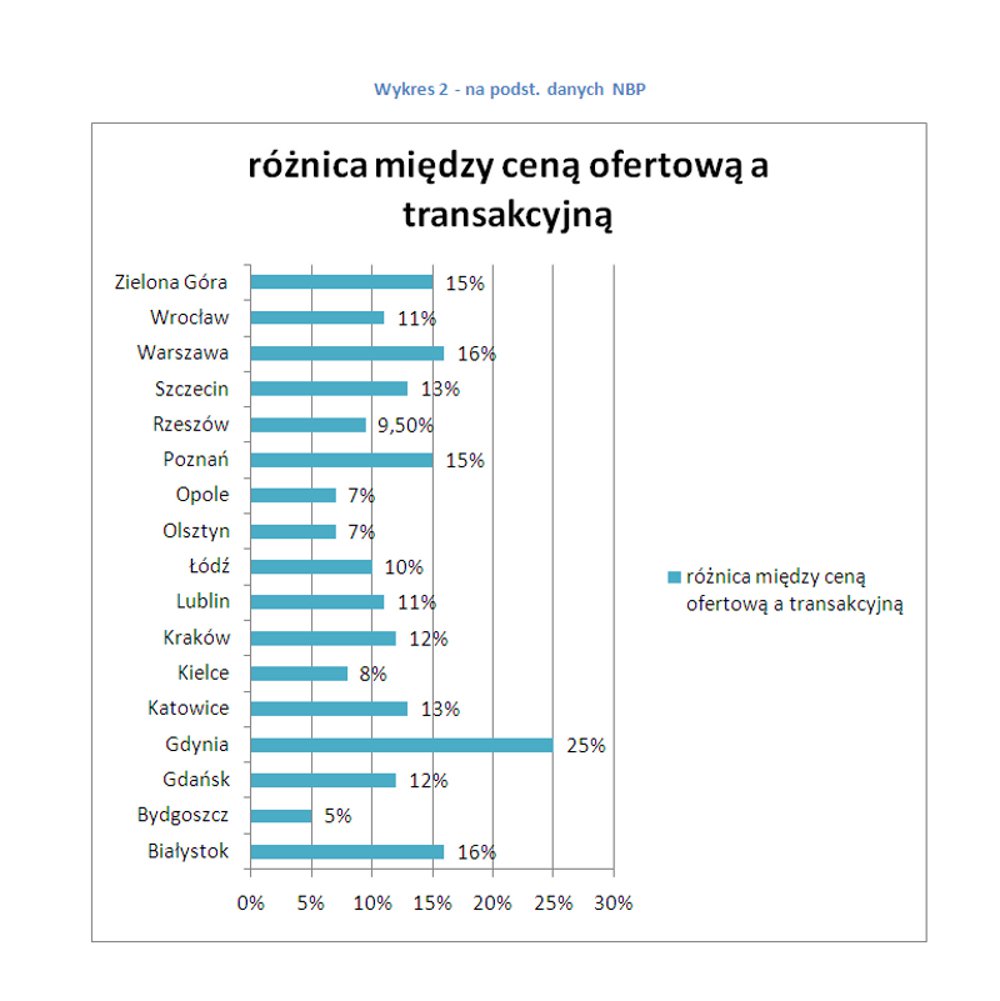 Wykres 2 - na podst. danych NBP
różnica między ceną ofertową a
transakcyjną
Zielona Góra 15%
Wrocław 11%
Warszawa 16%
Szczecin 13%
Rzeszów 9,50%
Poznań 15%
Opole 7%
Olsztyn 7%
Łódź 10%
Lublin 11%
Kraków 12%
Kielce 8%
Katowice 13%
Gdynia 25%
Gdańsk 12%
Bydgoszcz 5%
Białystok 16%
0% 5% 10% 15% 20% 25% 30%
różnica między ceną
ofertową a transakcyjną